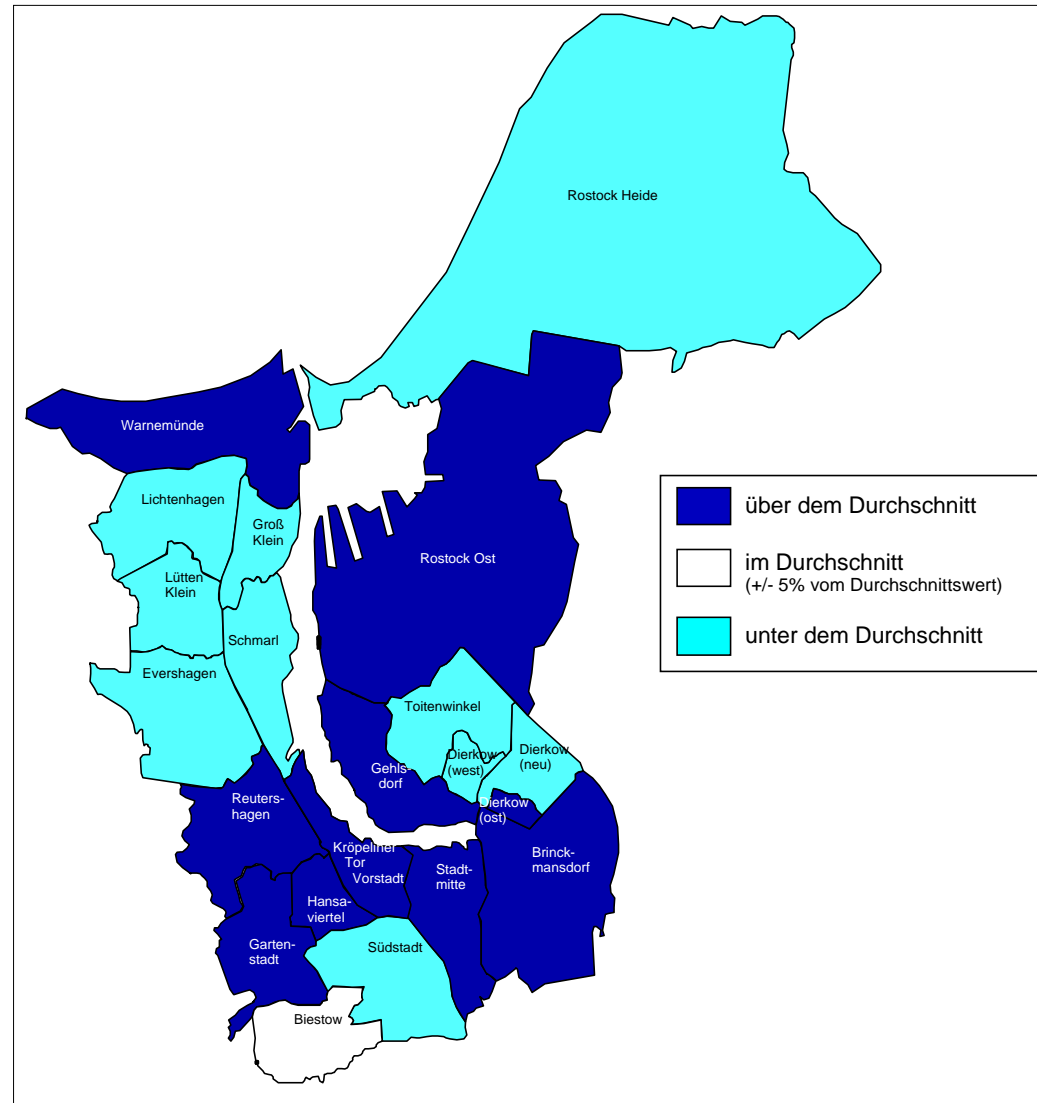 Rostock Heide
Warnemünde
Lichtenhagen
Groß
Klein
Lütten
Klein
Rostock Ost
Schmarl
Evershagen
Toitenwinkel
Dierkow
(west)
Dierkow
(neu)
Gehls-
dorf
Dierkow
(ost)
Reuters-
hagen
Kröpeliner
Tor
Vorstadt
Stadt-
mitte
Brinck-
mansdorf
Hansa-
viertel
Garten-
stadt
Südstadt
Biestow
über dem Durchschnitt
im Durchschnitt
(+/- 5% vom Durchschnittswert)
unter dem Durchschnitt